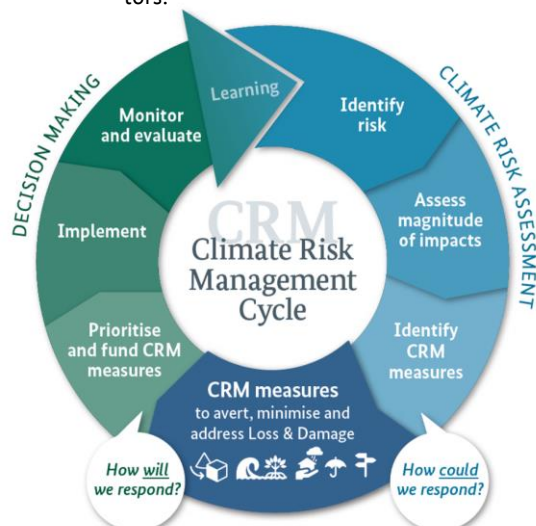 tors.
Learning
Identify
risk
Assess
magnitude
of impacts
Identify
CRM
measures
CRM measures
to avert, minimise and
address Loss & Damage
Prioritise
and fund CRM
measures
Implement
Monitor
and evaluate
CRM
Climate Risk
Management
Cycle
DECISION MAKING
CLIMATE RISK ASSESSMENT
How will
we respond?
How could
we respond?